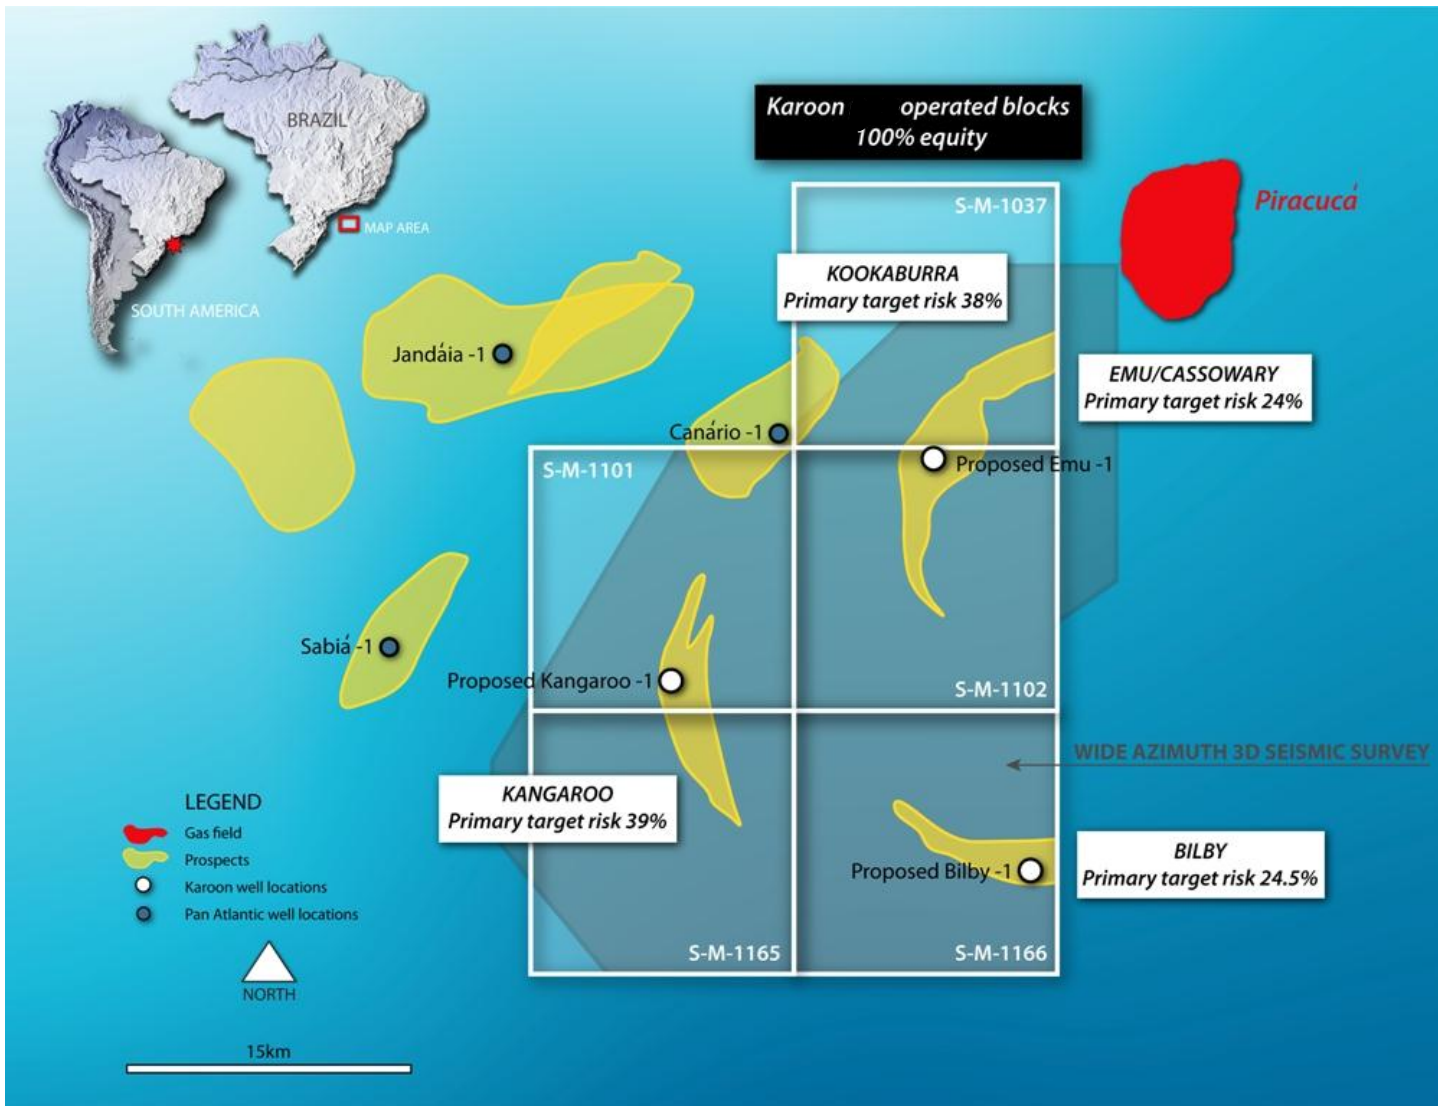 BRAZIL
MAP AREA
SOUTH AMERICA
Karoon operated blocks
100% equity
S-M-1037
Piracucá
KOOKABURRA
Primary target risk 38%
Jandáia -1
EMU/CASSOWARY
Primary target risk 24%
Canário -1
S-M-1101
Proposed Emu -1
Sabiá -1
Proposed Kangaroo -1
S-M-1102
WIDE AZIMUTH 3D SEISMIC SURVEY
KANGAROO
Primary target risk 39%
BILBY
Primary target risk 24.5%
Proposed Bilby -1
S-M-1165
S-M-1166
LEGEND
Gas field
Prospects
Karoon well locations
Pan Atlantic well locations
NORTH
15km